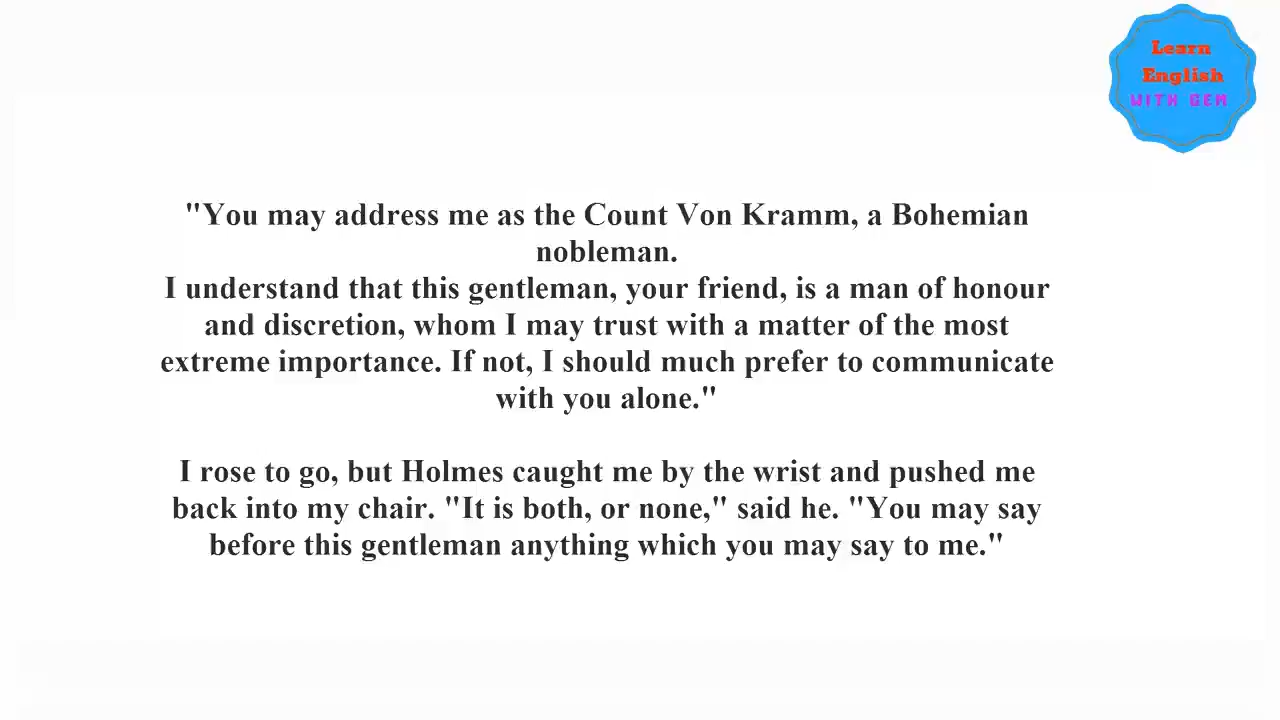 Learn
English
WITH GEM
"You may address me as the Count Von Kramm, a Bohemian
nobleman.
I understand that this gentleman, your friend, is a man of honour
and discretion, whom I may trust with a matter of the most
extreme importance. If not, I should much prefer to communicate
with you alone."
I rose to go, but Holmes caught me by the wrist and pushed me
back into my chair. "It is both, or none," said he. "You may say
before this gentleman anything which you may say to me."